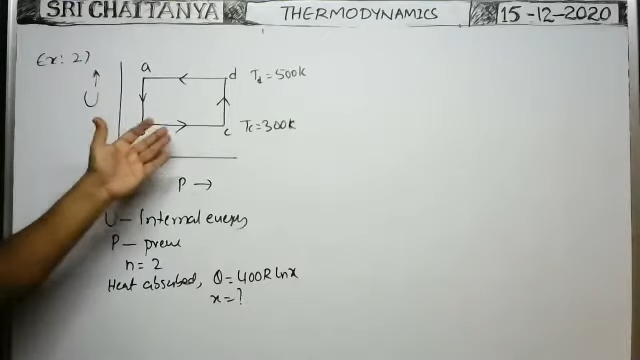 SRI CHAITANYA THERMODYNAMICS 15-12-2020
Ex: 2)
a
d Td = 500k
U
c Tc = 300k
P →
U — Internal energy
P —
n = 2
Heat absorbed, Q = 400R ln x
x = ?